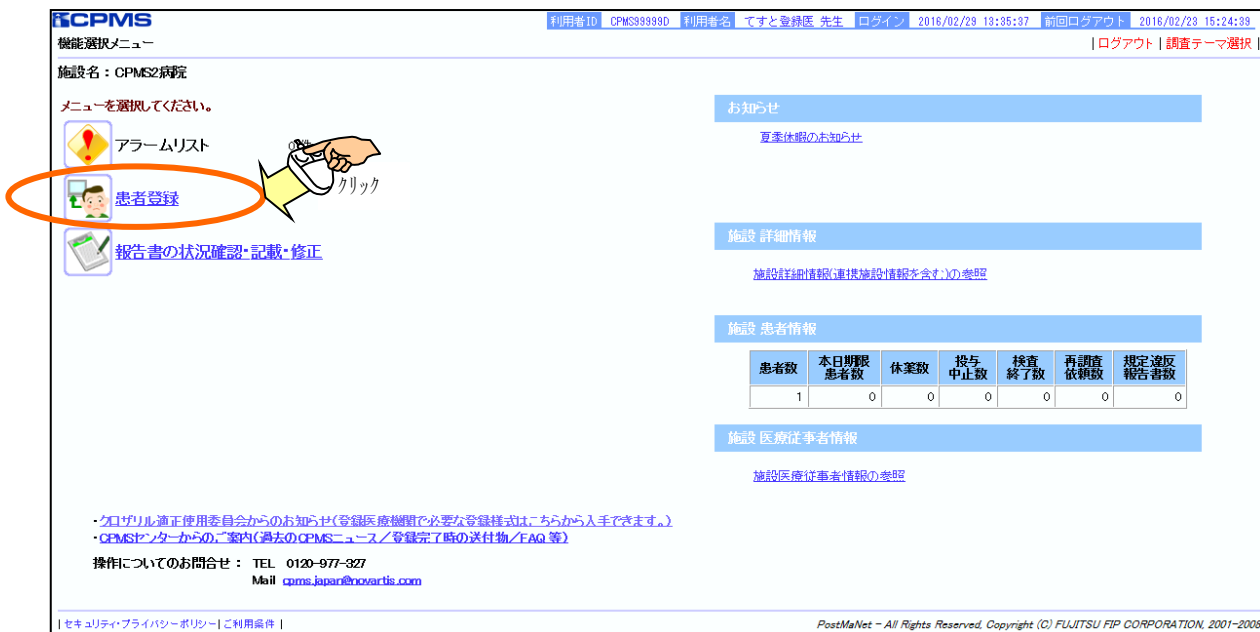 CPMS
利用者ID CPMS99999D 利用者名 てすと登録医 先生 ログイン 2016/02/29 13:35:37 前回ログアウト 2016/02/23 15:24:39
機能選択メニュー
|ログアウト|調査テーマ選択|
施設名：CPMS2病院
メニューを選択してください。
アラームリスト
クリック
患者登録
報告書の状況確認・記載・修正
お知らせ
夏季休暇のお知らせ
施設 詳細情報
施設詳細情報(連携施設情報を含む)の参照
施設 患者情報
患者数 本日期限患者数 休薬数 投与中止数 検査終了数 再調査依頼数 規定違反報告書数
1 0 0 0 0 0 0
施設 医療従事者情報
施設医療従事者情報の参照
・クロザリル適正使用委員会からのお知らせ(登録医療機関で必要な登録様式はこちらから入手できます。)
・CPMSセンターからのご案内(過去のCPMSニュース／登録完了時の送付物／FAQ 等)
操作についてのお問合せ： TEL 0120-977-327
Mail cpms.japan@novartis.com
|セキュリティ・プライバシーポリシー|ご利用条件|
PostMaNet - All Rights Reserved, Copyright (C) FUJITSU FIP CORPORATION, 2001-2008